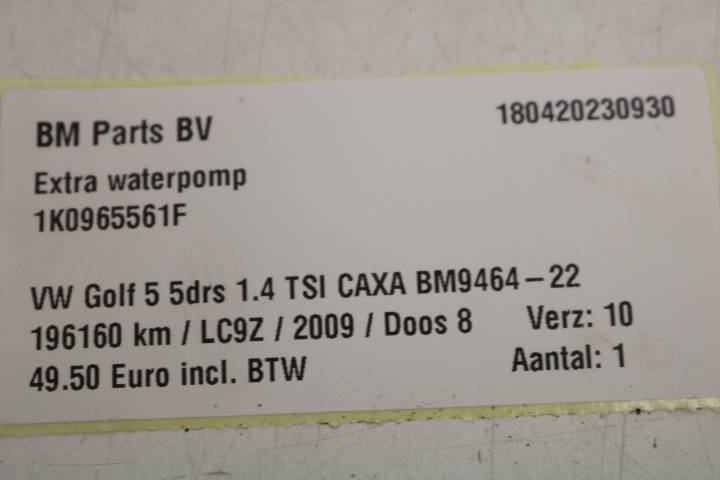 BM Parts BV 180420230930
Extra waterpomp
1K0965561F
VW Golf 5 5drs 1.4 TSI CAXA BM9464-22
196160 km / LC9Z / 2009 / Doos 8 Verz: 10
49.50 Euro incl. BTW Aantal: 1